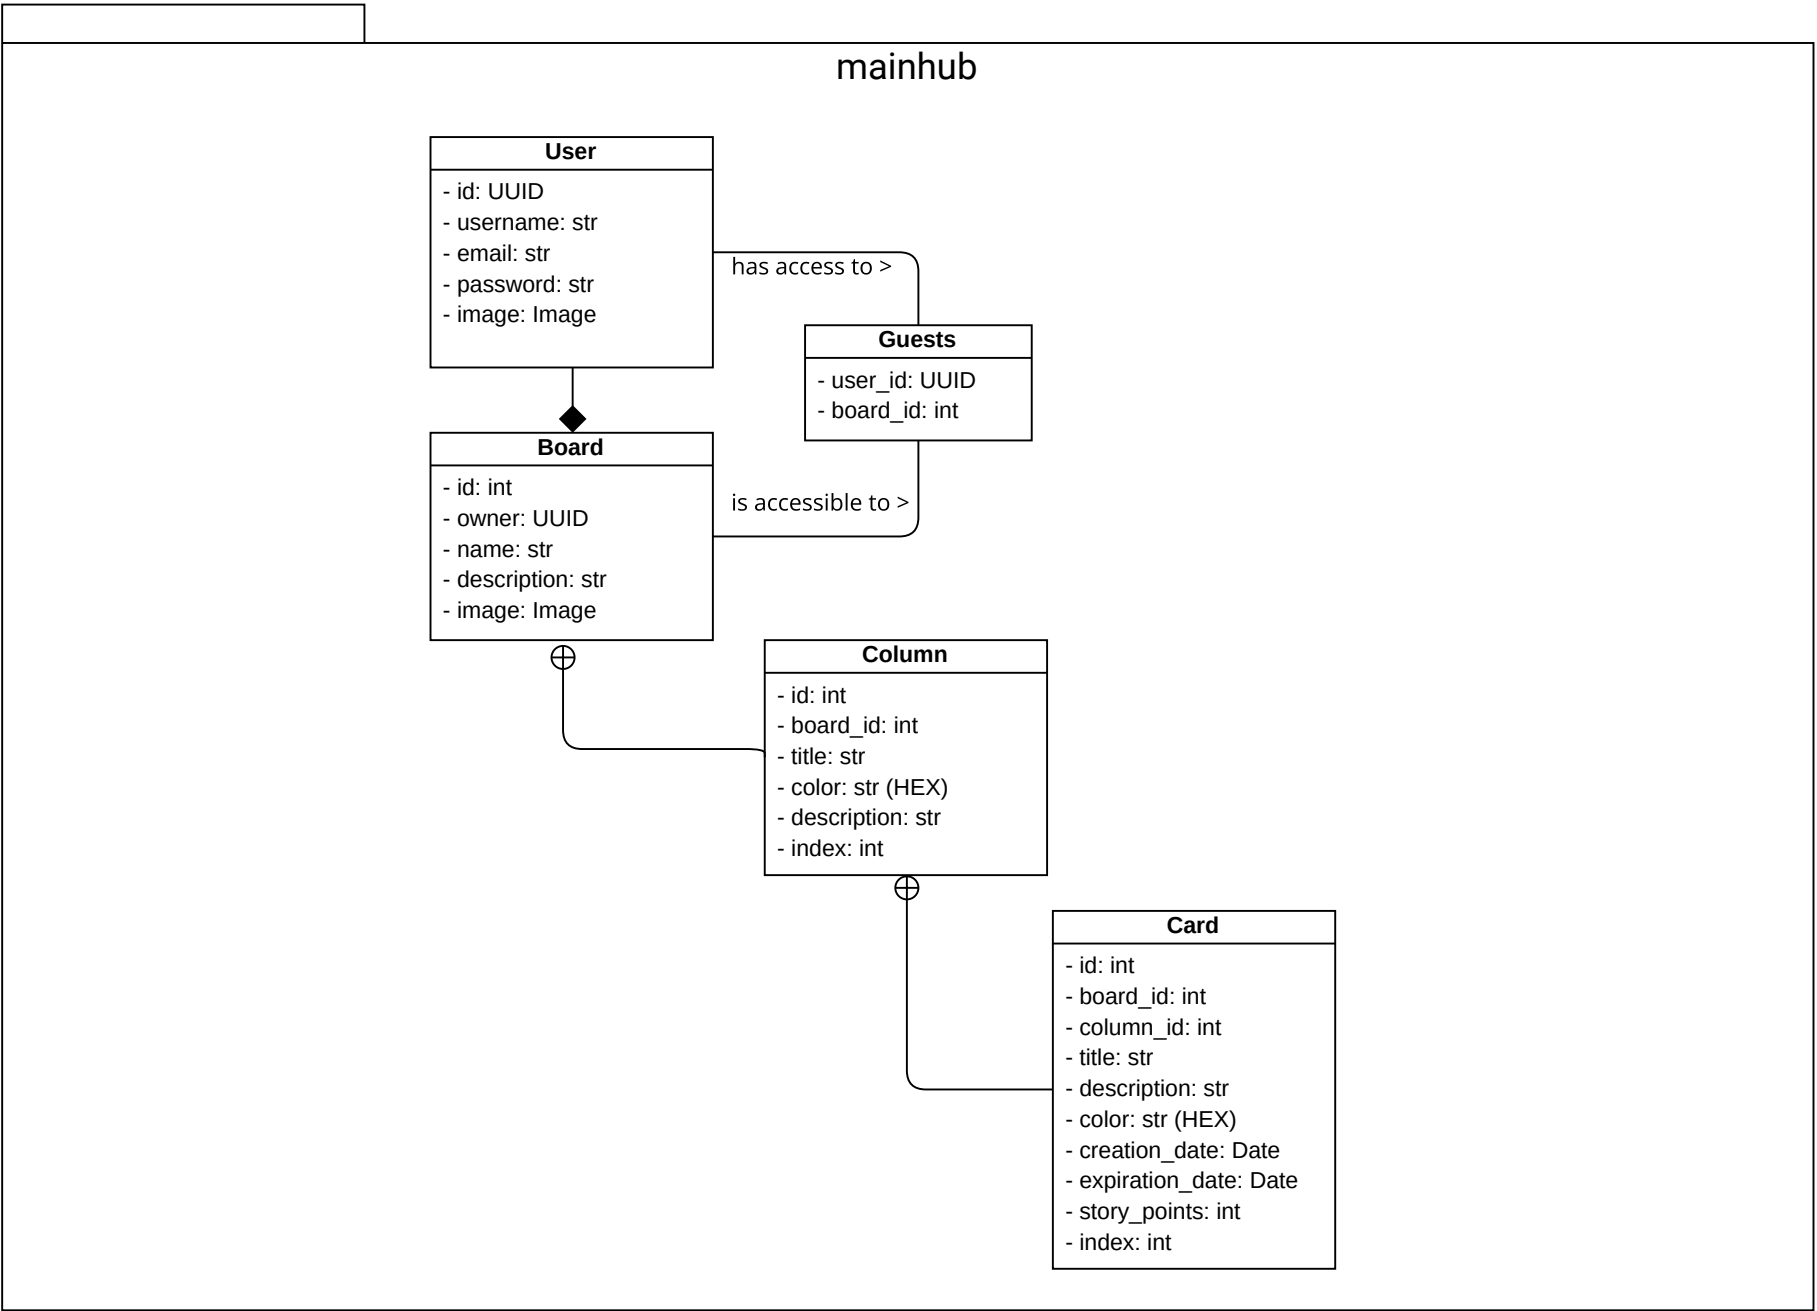 mainhub
User
- id: UUID
- username: str
- email: str
- password: str
- image: Image
has access to >
Guests
- user_id: UUID
- board_id: int
Board
- id: int
- owner: UUID
- name: str
- description: str
- image: Image
is accessible to >
Column
- id: int
- board_id: int
- title: str
- color: str (HEX)
- description: str
- index: int
Card
- id: int
- board_id: int
- column_id: int
- title: str
- description: str
- color: str (HEX)
- creation_date: Date
- expiration_date: Date
- story_points: int
- index: int